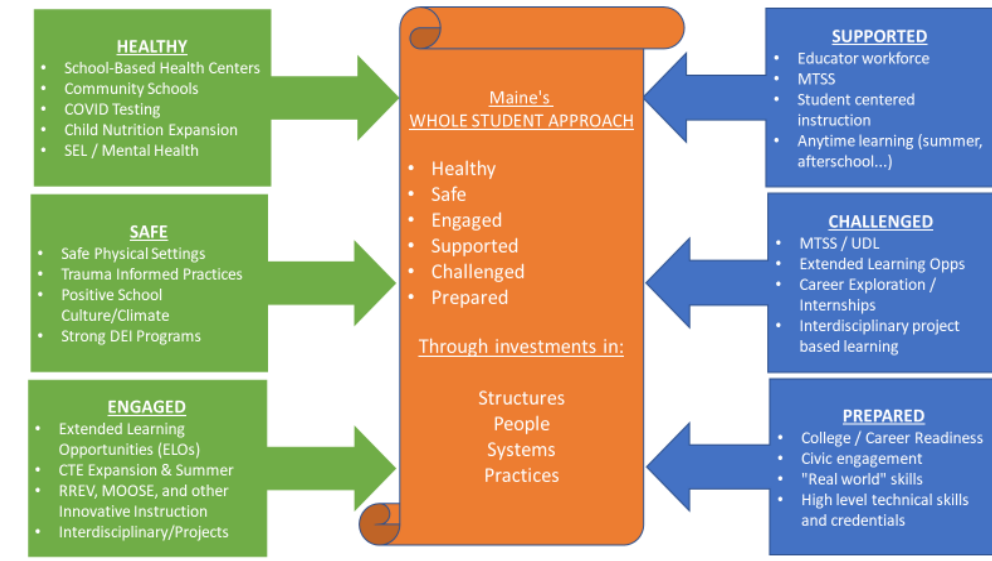 HEALTHY
• School-Based Health Centers
• Community Schools
• COVID Testing
• Child Nutrition Expansion
• SEL / Mental Health
SAFE
• Safe Physical Settings
• Trauma Informed Practices
• Positive School
Culture/Climate
• Strong DEI Programs
ENGAGED
• Extended Learning
Opportunities (ELOs)
• CTE Expansion & Summer
• RREV, MOOSE, and other
Innovative Instruction
• Interdisciplinary/Projects
Maine's
WHOLE STUDENT APPROACH
• Healthy
• Safe
• Engaged
• Supported
• Challenged
• Prepared
Through investments in:
Structures
People
Systems
Practices
SUPPORTED
• Educator workforce
• MTSS
• Student centered
instruction
• Anytime learning (summer,
afterschool...)
CHALLENGED
• MTSS / UDL
• Extended Learning Opps
• Career Exploration /
Internships
• Interdisciplinary project
based learning
PREPARED
• College / Career Readiness
• Civic engagement
• "Real world" skills
• High level technical skills
and credentials